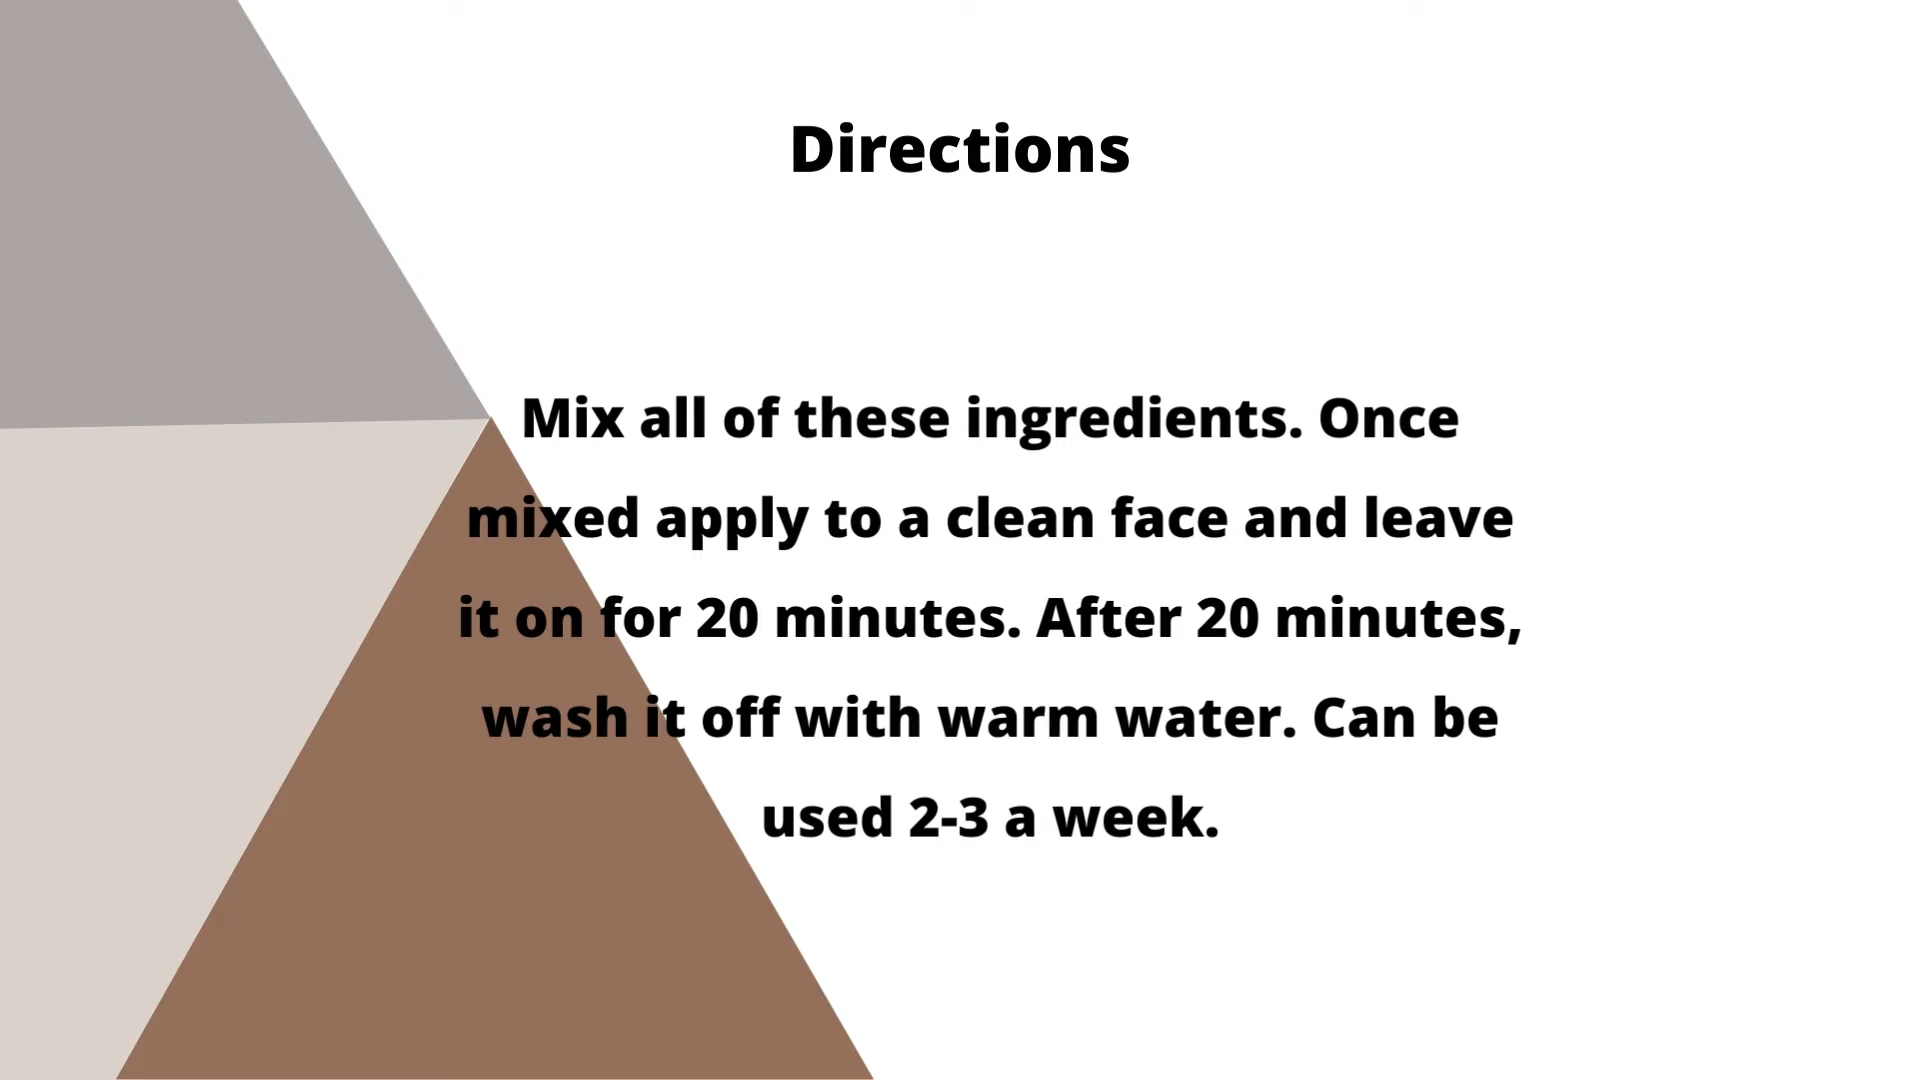 Directions
Mix all of these ingredients. Once
mixed apply to a clean face and leave
it on for 20 minutes. After 20 minutes,
wash it off with warm water. Can be
used 2-3 a week.